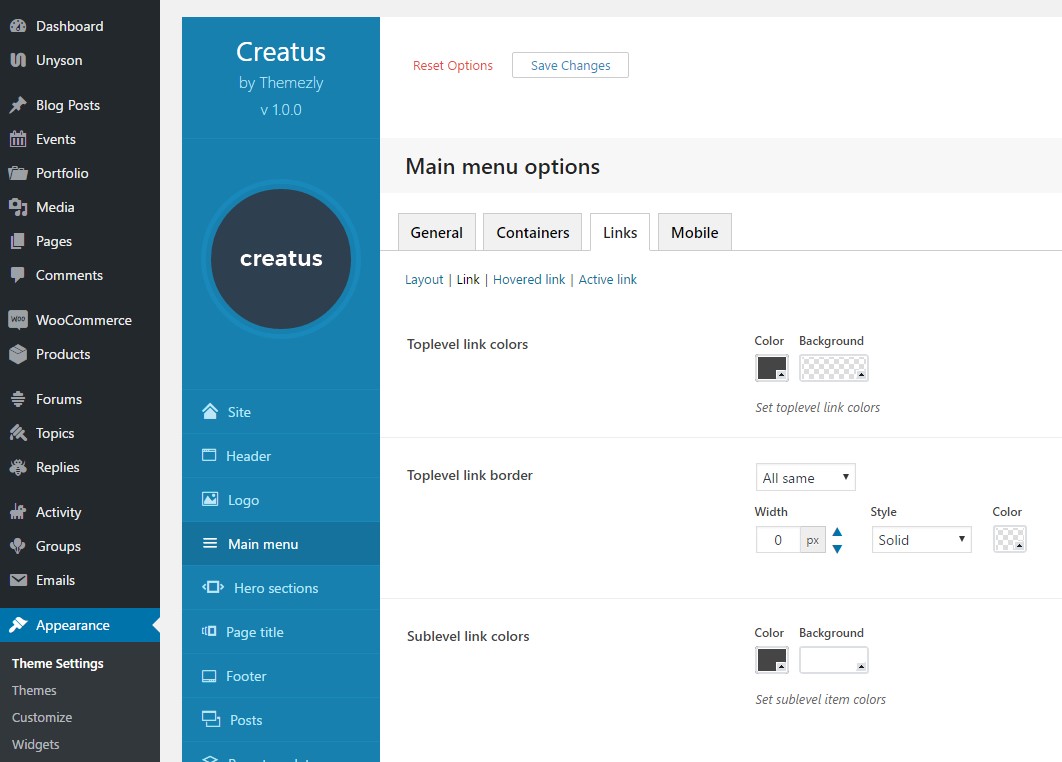 Dashboard
Unyson
Blog Posts
Events
Portfolio
Media
Pages
Comments
WooCommerce
Products
Forums
Topics
Replies
Activity
Groups
Emails
Appearance
Theme Settings
Themes
Customize
Widgets
Creatus
by Themezly
v 1.0.0
creatus
Site
Header
Logo
Main menu
Hero sections
Page title
Footer
Posts
Reset Options
Save Changes
Main menu options
General
Containers
Links
Mobile
Layout | Link | Hovered link | Active link
Toplevel link colors
Color
Background
Set toplevel link colors
Toplevel link border
All same
Width
Style
Color
0
px
Solid
Sublevel link colors
Color
Background
Set sublevel item colors